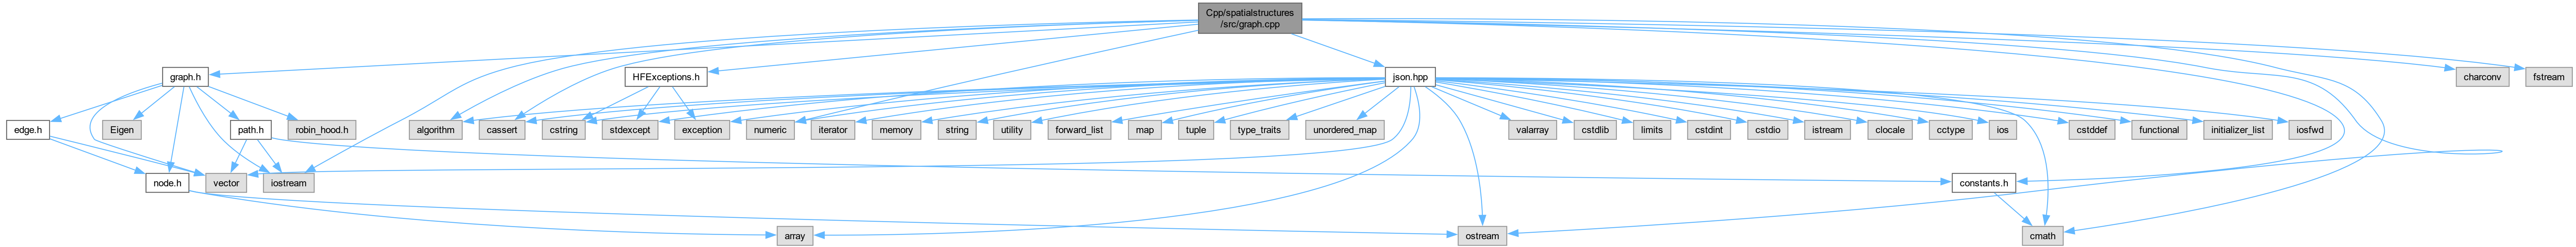 Cpp/spatialstructures
/src/graph.cpp
graph.h
HFExceptions.h
json.hpp
charconv
fstream
edge.h
Eigen
path.h
robin_hood.h
algorithm
cassert
cstring
stdexcept
exception
numeric
iterator
memory
string
utility
forward_list
map
tuple
type_traits
unordered_map
valarray
cstdlib
limits
cstdint
cstdio
istream
clocale
cctype
ios
cstddef
functional
initializer_list
iosfwd
node.h
vector
iostream
constants.h
array
ostream
cmath